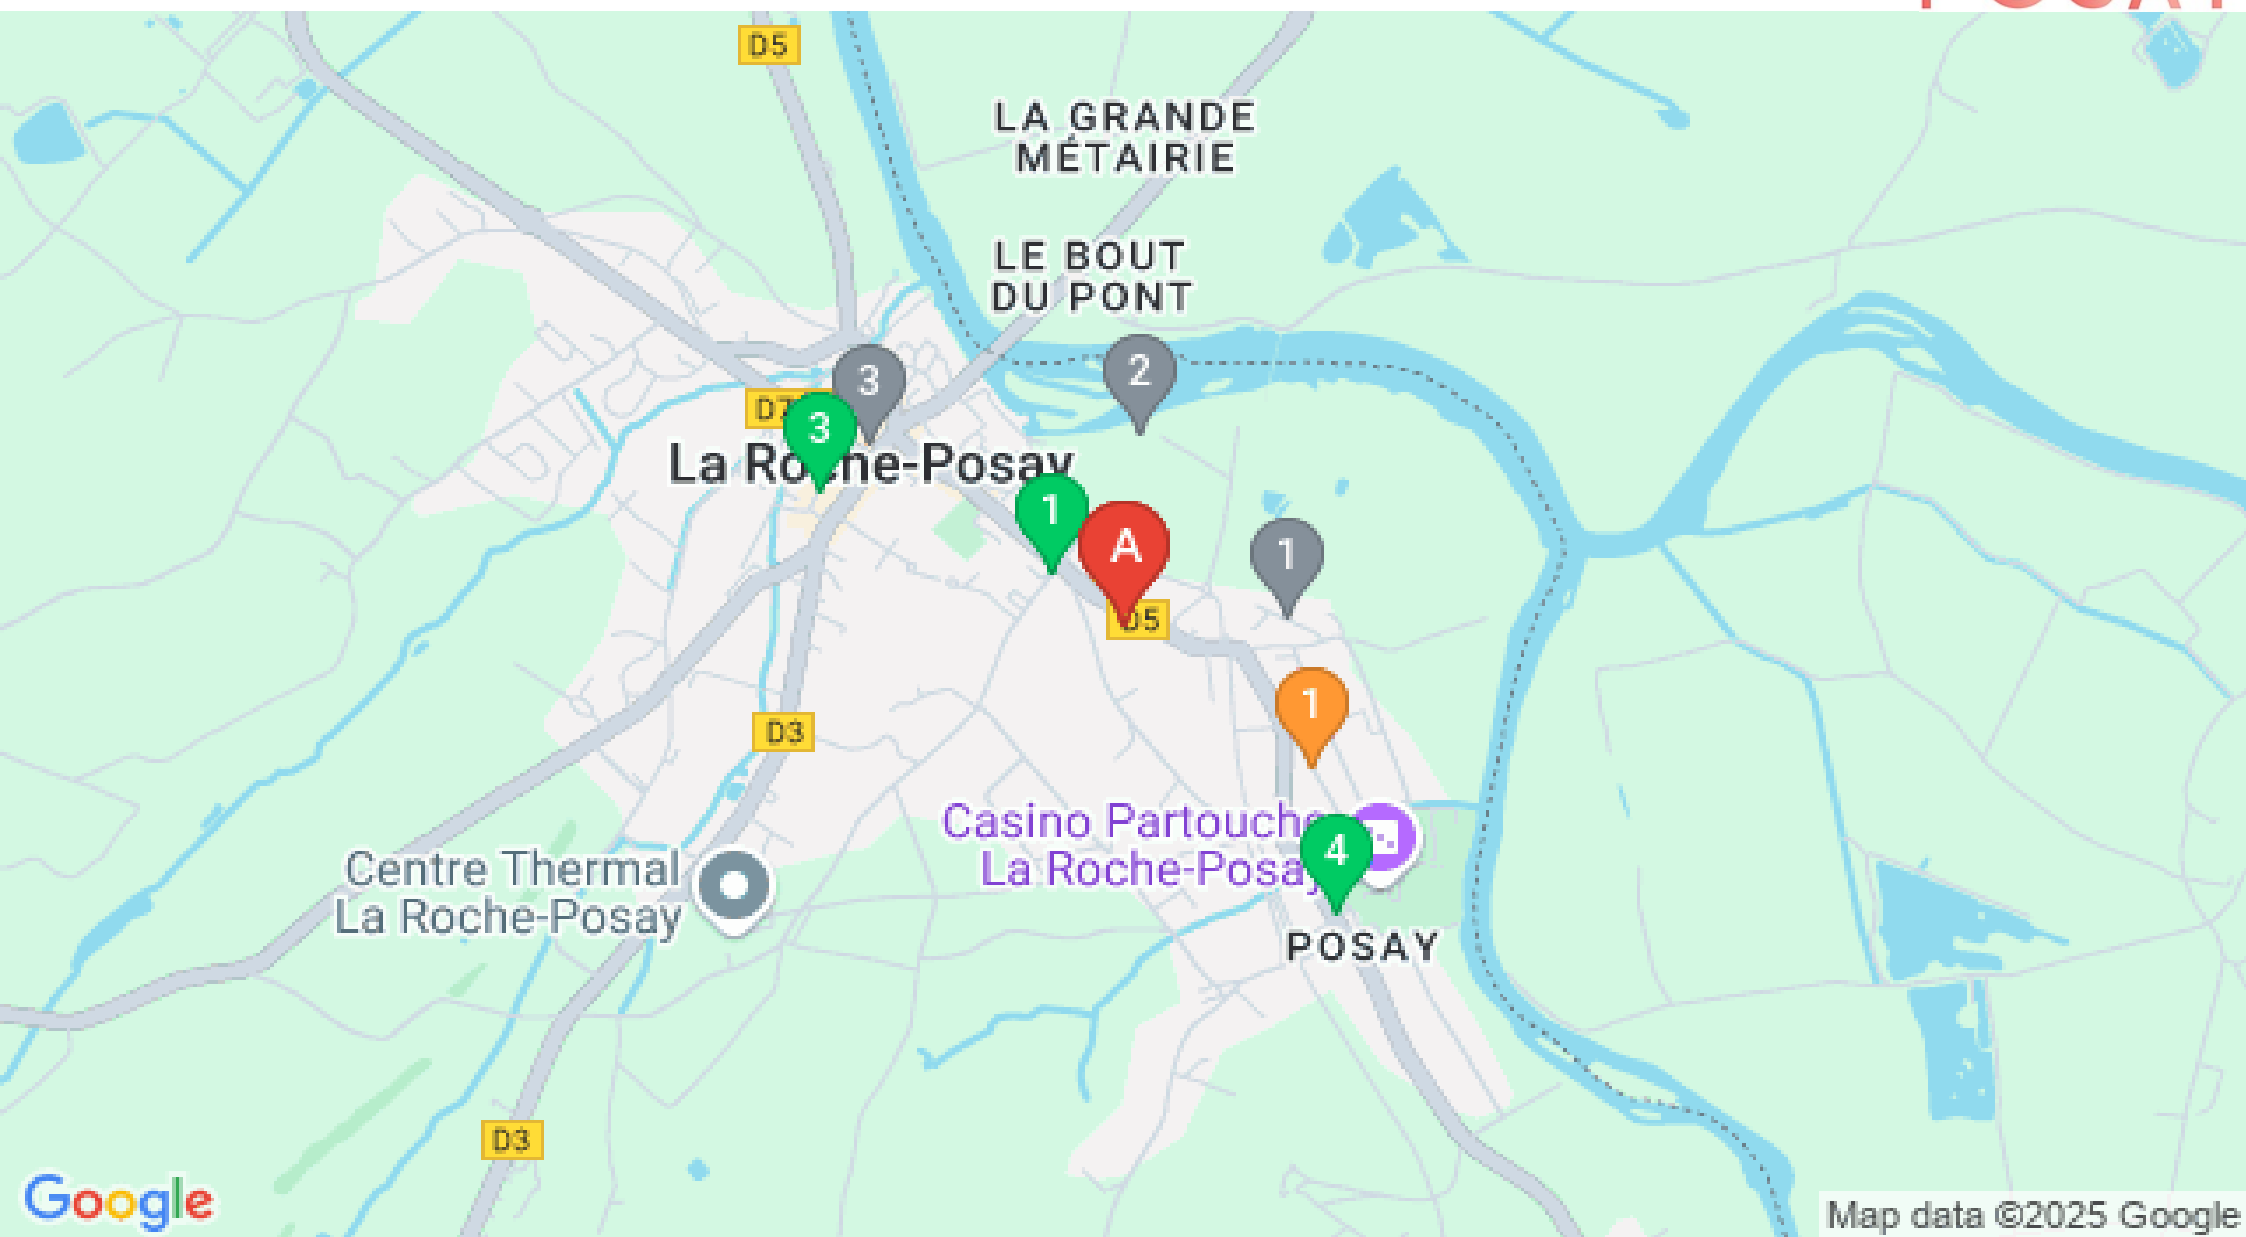 D5
LA GRANDE
MÉTAIRIE
LE BOUT
DU PONT
2
3
3
La Roche-Posay
1
A
1
D5
1
D3
Casino Partouche
La Roche-Posay
4
Centre Thermal
La Roche-Posay
POSAY
D3
Google
Map data ©2025 Google